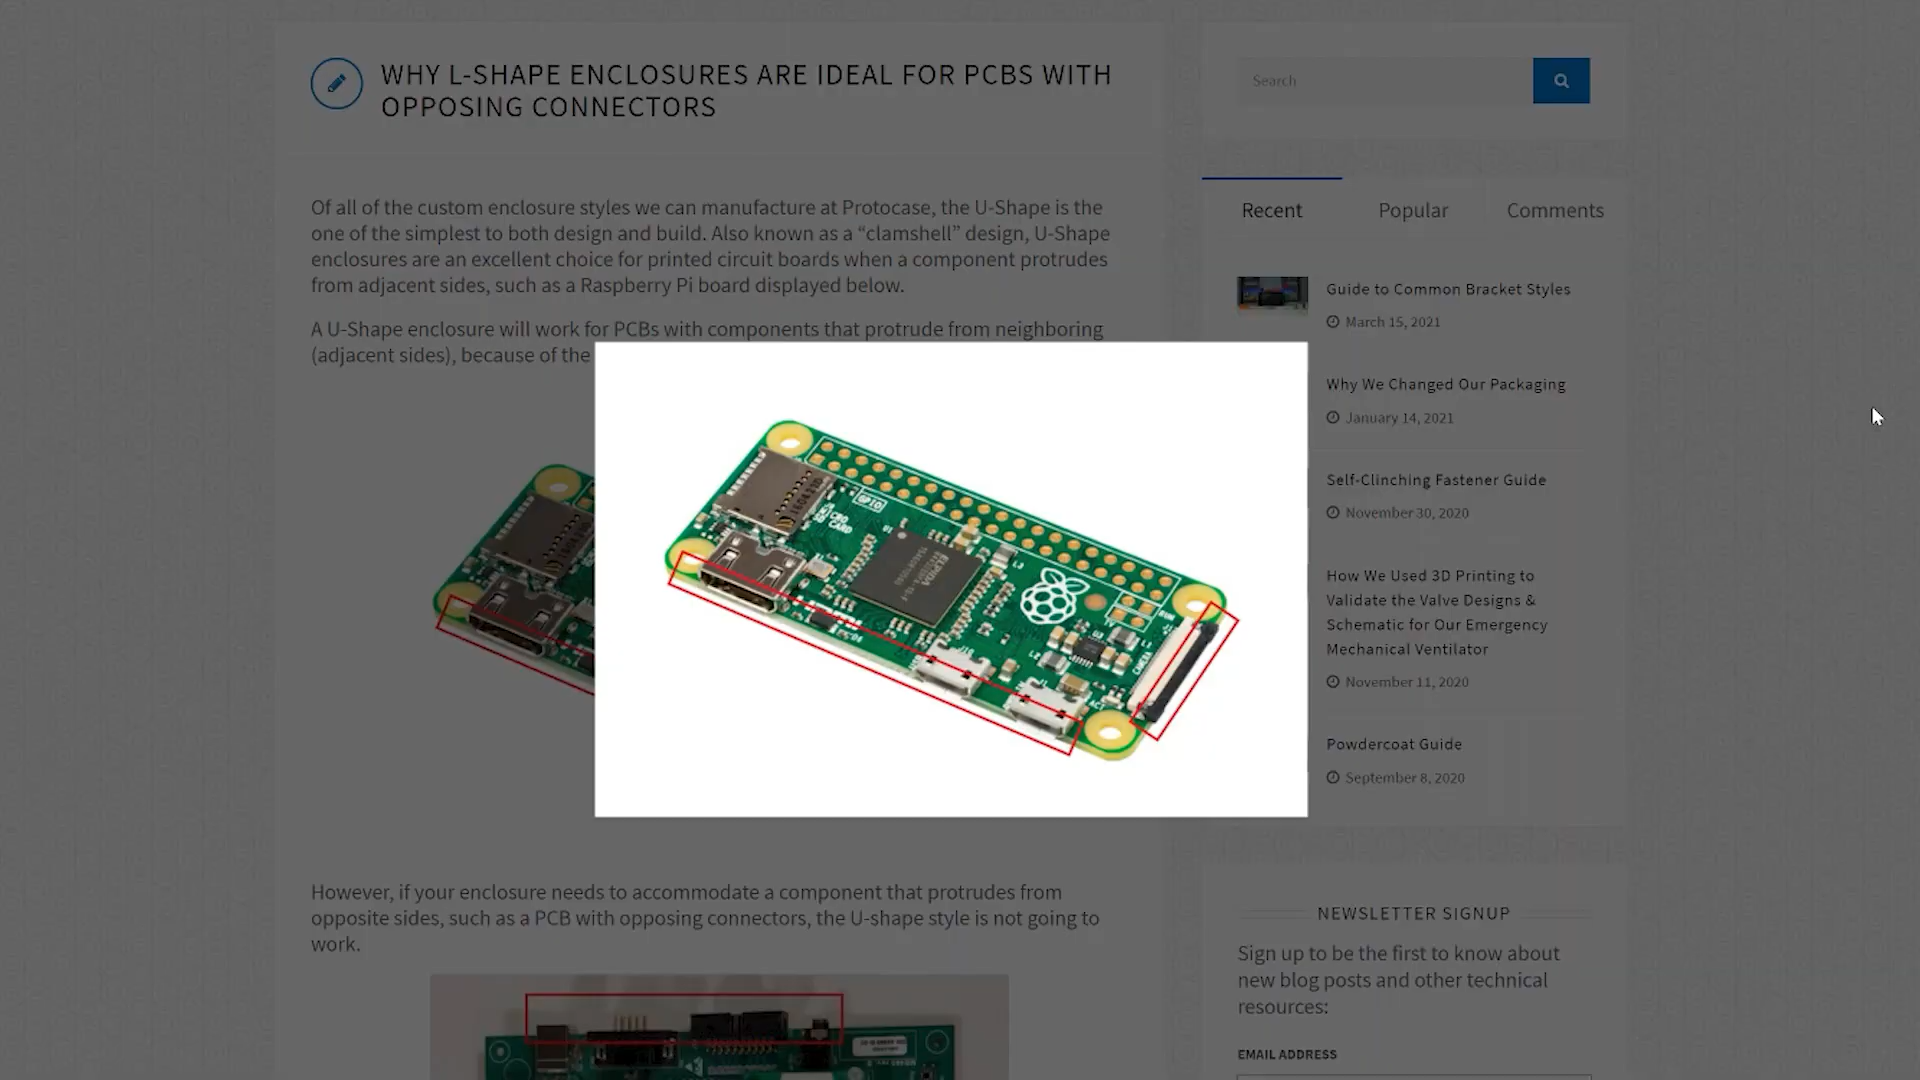 WHY L-SHAPE ENCLOSURES ARE IDEAL FOR PCBS WITH
OPPOSING CONNECTORS
Of all of the custom enclosure styles we can manufacture at Protocase, the U-Shape is the
one of the simplest to both design and build. Also known as a “clamshell” design, U-Shape
enclosures are an excellent choice for printed circuit boards when a component protrudes
from adjacent sides, such as a Raspberry Pi board displayed below.
A U-Shape enclosure will work for PCBs with components that protrude from neighboring
(adjacent sides), because of the
GPIO
MICRO
SD CARD
ELPIDA
RUN
CAMERA
However, if your enclosure needs to accommodate a component that protrudes from
opposite sides, such as a PCB with opposing connectors, the U-shape style is not going to
work.
Search
Recent
Popular
Comments
Guide to Common Bracket Styles
March 15, 2021
Why We Changed Our Packaging
January 14, 2021
Self-Clinching Fastener Guide
November 30, 2020
How We Used 3D Printing to
Validate the Valve Designs &
Schematic for Our Emergency
Mechanical Ventilator
November 11, 2020
Powdercoat Guide
September 8, 2020
NEWSLETTER SIGNUP
Sign up to be the first to know about
new blog posts and other technical
resources:
EMAIL ADDRESS